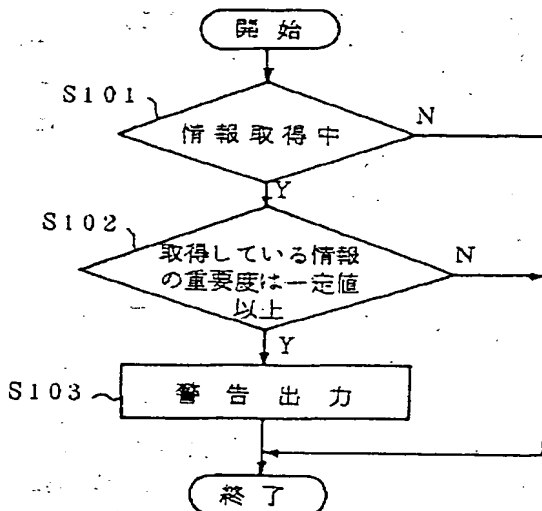 開始
S101
情報取得中
N
Y
S102
取得している情報
の重要度は一定値
以上
N
Y
S103
警告出力
終了